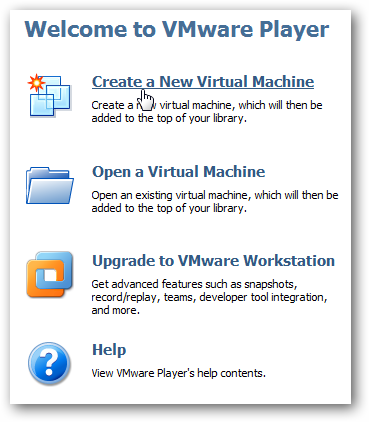 Welcome to VMware Player
Create a New Virtual Machine
Create a new virtual machine, which will then be
added to the top of your library.
Open a Virtual Machine
Open an existing virtual machine, which will then be
added to the top of your library.
Upgrade to VMware Workstation
Get advanced features such as snapshots,
record/replay, teams, developer tool integration,
and more.
Help
View VMware Player's help contents.